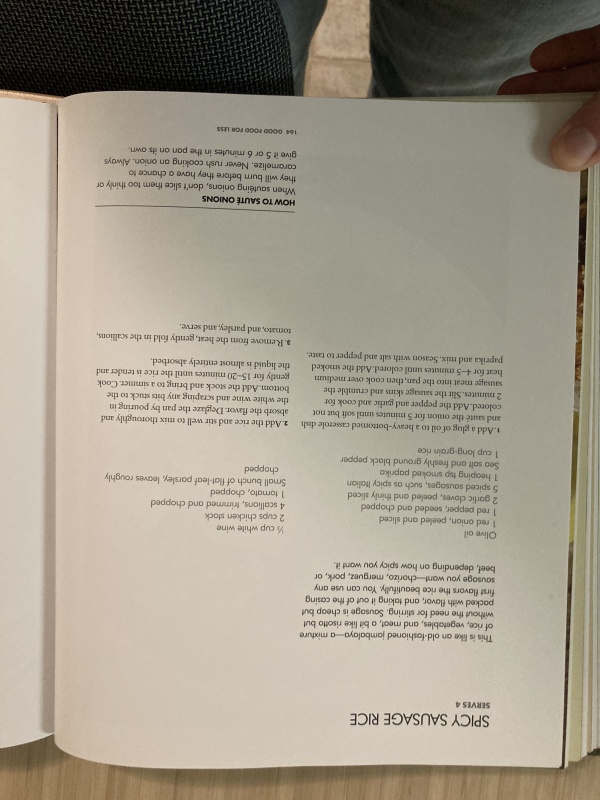 SPICY SAUSAGE RICE
SERVES 4
This is like an old-fashioned jambalaya—a mixture
of rice, vegetables, and meat, a bit like risotto but
without the need for stirring. Sausage is cheap but
packed with flavor, and taking it out of the casing
first flavors the rice beautifully. You can use any
sausage you want—chorizo, merguez, pork, or
beef, depending on how spicy you want it.
Olive oil
1 red onion, peeled and sliced
1 red pepper, seeded and chopped
2 garlic cloves, peeled and thinly sliced
5 spiced sausages, such as spicy Italian
1 heaping tsp smoked paprika
Sea salt and freshly ground black pepper
1 cup long-grain rice
½ cup white wine
2 cups chicken stock
4 scallions, trimmed and chopped
1 tomato, chopped
Small bunch of flat-leaf parsley, leaves roughly
chopped
1. Add a glug of oil to a heavy-bottomed casserole dish
and sauté the onion for 5 minutes until soft but not
colored. Add the pepper and garlic and cook for
2 minutes. Slit the sausage skins and crumble the
sausage meat into the pan, then cook over medium
heat for 4–5 minutes until colored. Add the smoked
paprika and mix. Season with salt and pepper to taste.
2. Add the rice and stir well to mix thoroughly and
absorb the flavor. Deglaze the pan by pouring in
the white wine and scraping any bits stuck to the
bottom. Add the stock and bring to a simmer. Cook
gently for 15–20 minutes until the rice is tender and
the liquid is almost entirely absorbed.
3. Remove from the heat, gently fold in the scallions,
tomato, and parsley, and serve.
HOW TO SAUTÉ ONIONS
When sautéing onions, don't slice them too thinly or
they will burn before they have a chance to
caramelize. Never rush cooking an onion. Always
give it 5 or 6 minutes in the pan on its own.
164 GOOD FOOD FOR LESS